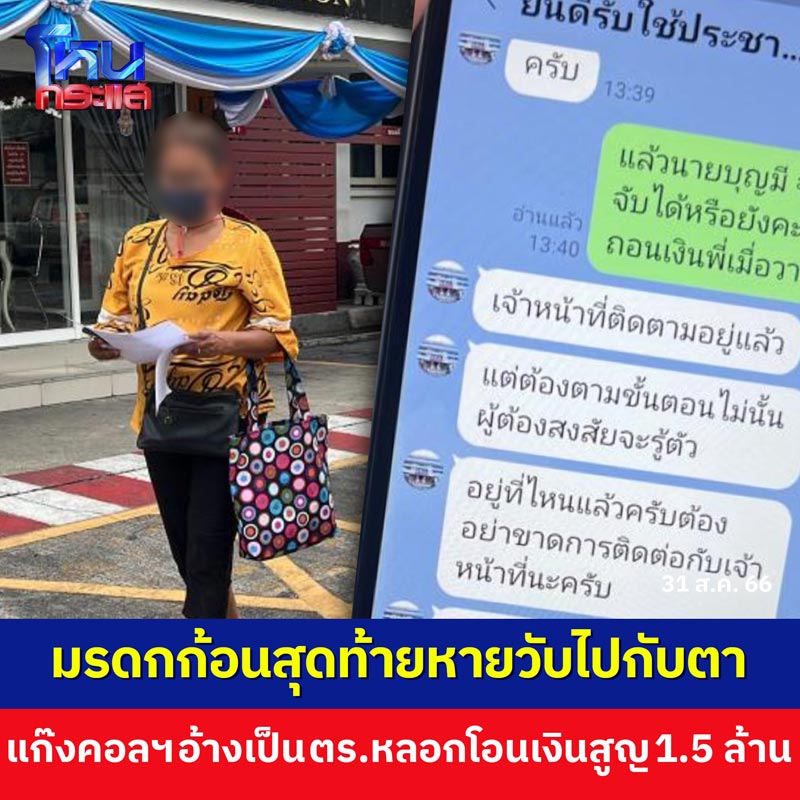 โหนกระแส
ยินดีรับใช้ประชา...
ครับ
13:39
แล้วนายบุญมี
จับได้หรือยังคะ
ถอนเงินพี่เมื่อวา
อ่านแล้ว
13:40
เจ้าหน้าที่ติดตามอยู่แล้ว
แต่ต้องตามขั้นตอนไม่นั้น
ผู้ต้องสงสัยจะรู้ตัว
อยู่ที่ไหนแล้วครับต้อง
อย่าขาดการติดต่อกับเจ้า
หน้าที่นะครับ
31 ส.ค. 66
มรดกก้อนสุดท้ายหายวับไปกับตา
แก๊งคอลฯอ้างเป็นตร.หลอกโอนเงินสูญ1.5 ล้าน